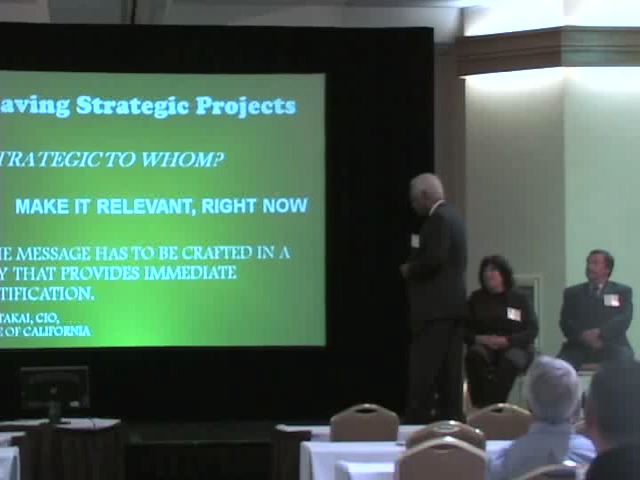 aving Strategic Projects
TRATEGIC TO WHOM?
MAKE IT RELEVANT, RIGHT NOW
E MESSAGE HAS TO BE CRAFTED IN A
Y THAT PROVIDES IMMEDIATE
TIFICATION.
TAKAI, CIO,
E OF CALIFORNIA